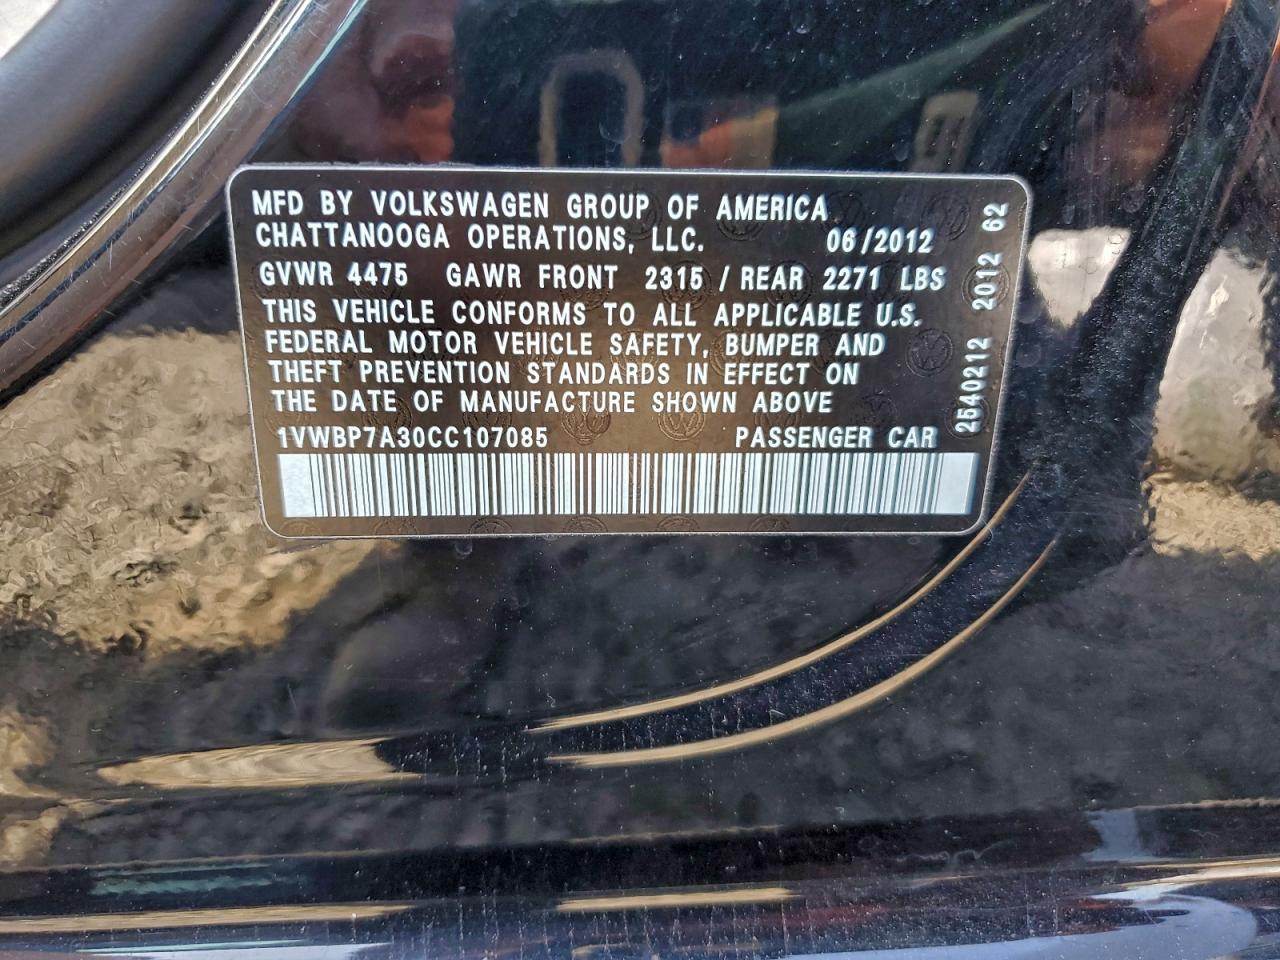 MFD BY VOLKSWAGEN GROUP OF AMERICA
CHATTANOOGA OPERATIONS, LLC. 06/2012
GVWR 4475 GAWR FRONT 2315 / REAR 2271 LBS
THIS VEHICLE CONFORMS TO ALL APPLICABLE U.S.
FEDERAL MOTOR VEHICLE SAFETY, BUMPER AND
THEFT PREVENTION STANDARDS IN EFFECT ON
THE DATE OF MANUFACTURE SHOWN ABOVE
1VWBP7A30CC107085 PASSENGER CAR
2540212 2012 62